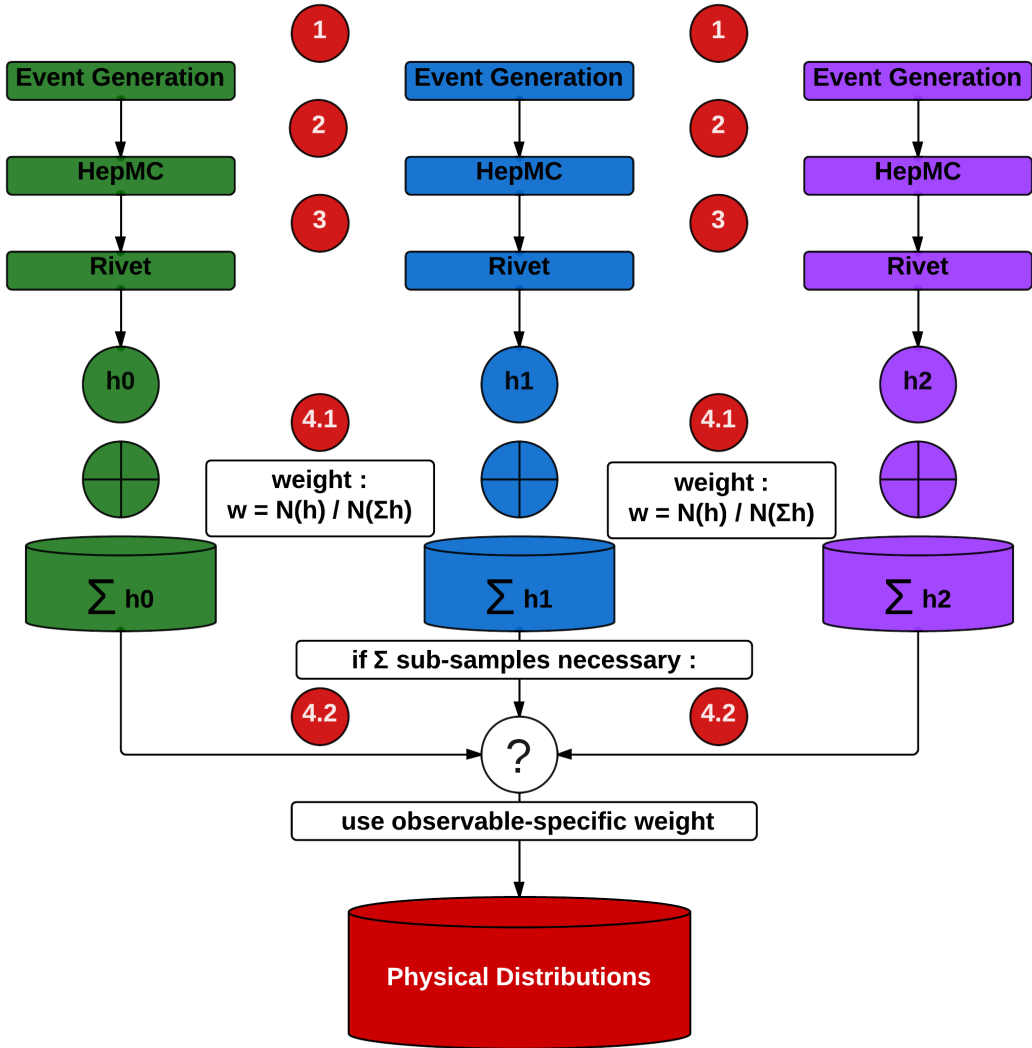 1 1
Event Generation Event Generation Event Generation
2 2
HepMC HepMC HepMC
3 3
Rivet Rivet Rivet
h0 h1 h2
4.1 4.1
weight :
w = N(h) / N(Σh)
weight :
w = N(h) / N(Σh)
Σ h0 Σ h1 Σ h2
if Σ sub-samples necessary :
4.2 4.2
?
use observable-specific weight
Physical Distributions